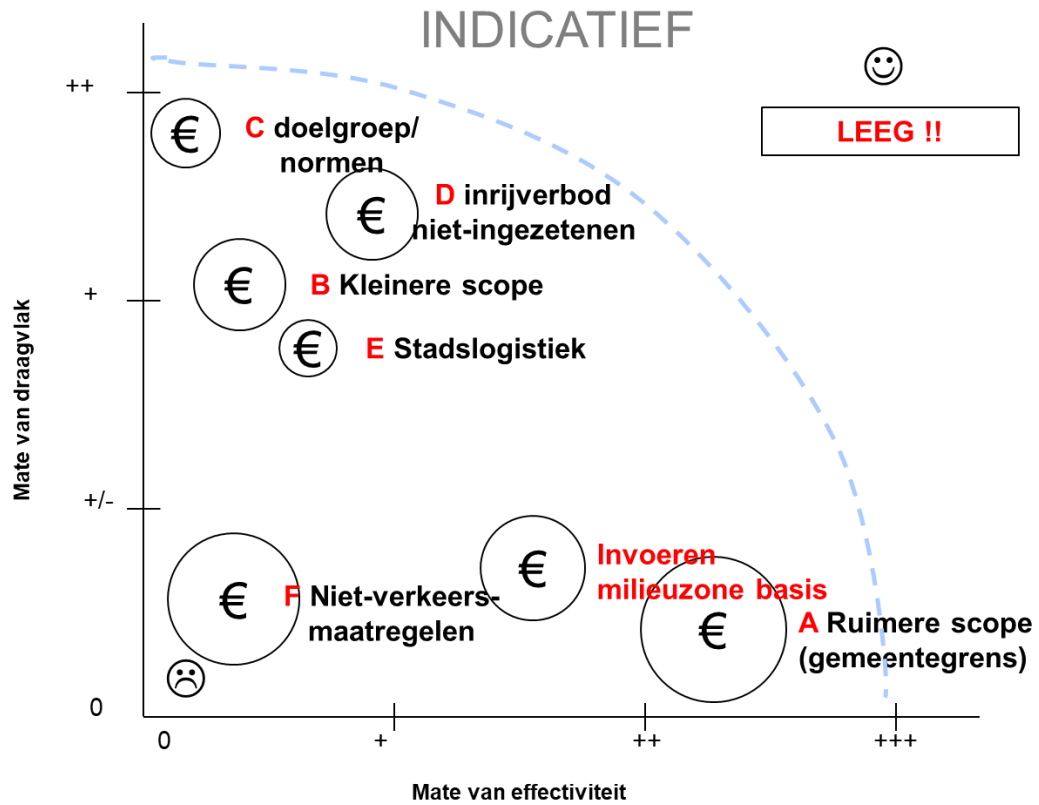 INDICATIEF
LEEG !!
++
+
+/-
0
Mate van draagvlak
€
C doelgroep/
normen
€
D inrijverbod
niet-ingezetenen
€
B Kleinere scope
€
E Stadslogistiek
€
F Niet-verkeers-
maatregelen
€
Invoeren
milieuzone basis
€
A Ruimere scope
(gemeentegrens)
0
+
++
+++
Mate van effectiviteit